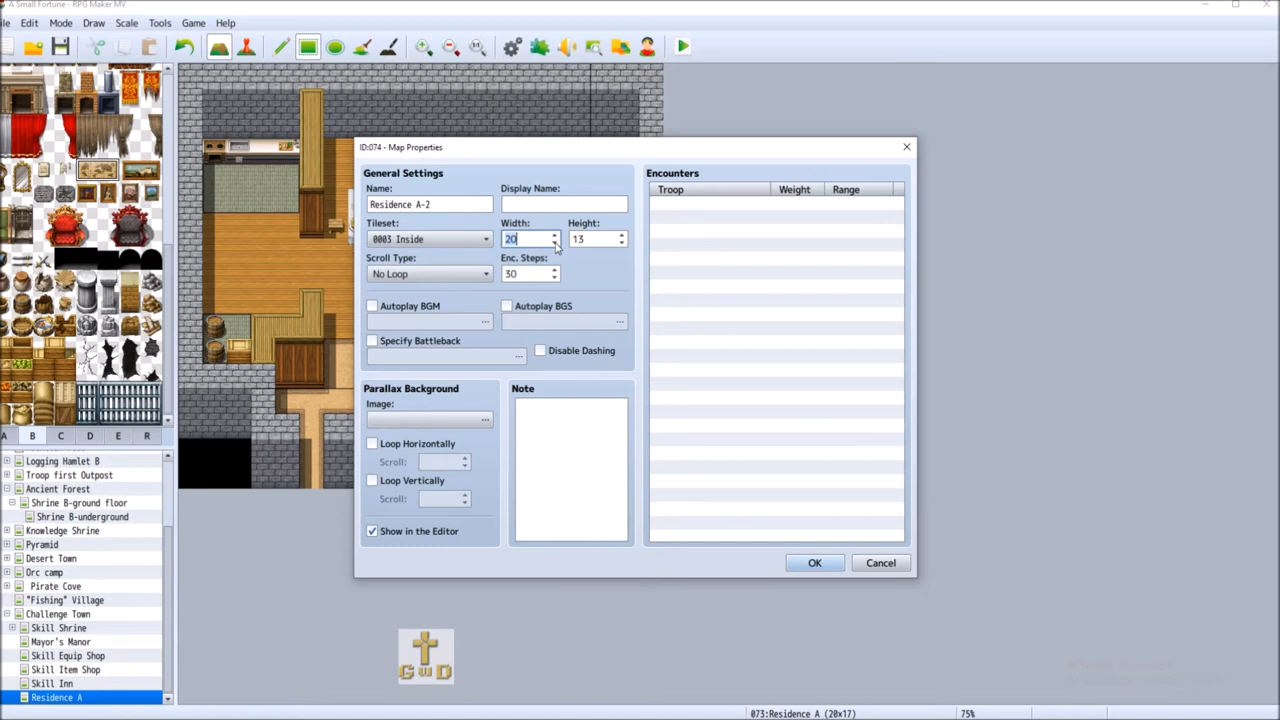 A Small Fortune - RPG Maker MV
Edit Mode Draw Scale Tools Game Help
ID:074 - Map Properties
General Settings
Name:
Display Name:
Residence A-2
Tileset:
Width:
Height:
0003 Inside
20
13
Scroll Type:
Enc. Steps:
No Loop
30
Autoplay BGM
Autoplay BGS
Specify Battleback
Disable Dashing
Parallax Background
Image:
Loop Horizontally
Scroll:
Loop Vertically
Scroll:
Show in the Editor
Note
Encounters
Troop Weight Range
OK
Cancel
A B C D E R
Logging Hamlet B
Troop first Outpost
Ancient Forest
Shrine B-ground floor
Shrine B-underground
Knowledge Shrine
Pyramid
Desert Town
Orc camp
Pirate Cove
"Fishing" Village
Challenge Town
Skill Shrine
Mayor's Manor
Skill Equip Shop
Skill Item Shop
Skill Inn
Residence A
GWD
073:Residence A (20x17)
75%